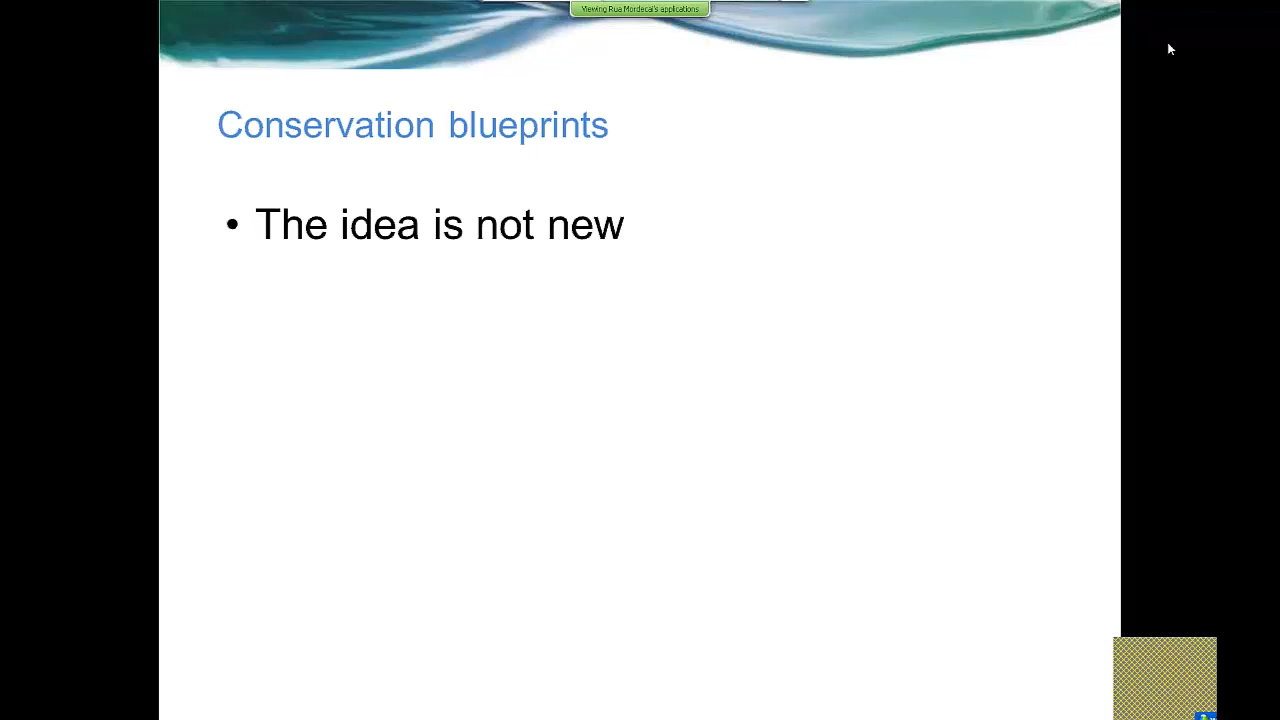 Viewing Rua Mordecai's applications
Conservation blueprints
• The idea is not new